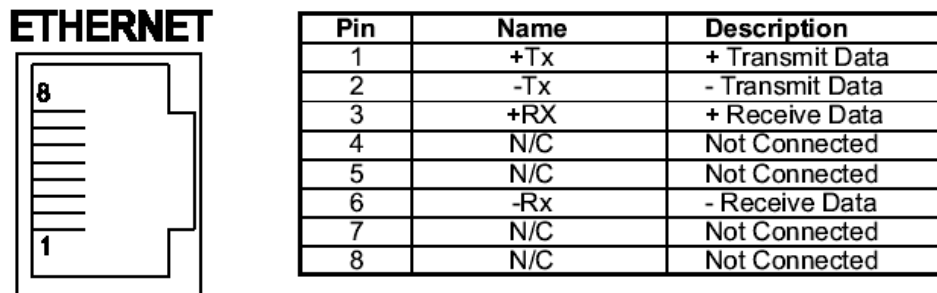 ETHERNET
8
1
Pin Name Description
1 +Tx + Transmit Data
2 -Tx - Transmit Data
3 +RX + Receive Data
4 N/C Not Connected
5 N/C Not Connected
6 -Rx - Receive Data
7 N/C Not Connected
8 N/C Not Connected